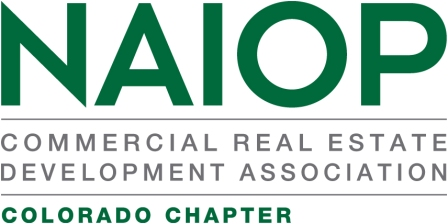 NAIOP
COMMERCIAL REAL ESTATE
DEVELOPMENT ASSOCIATION
COLORADO CHAPTER